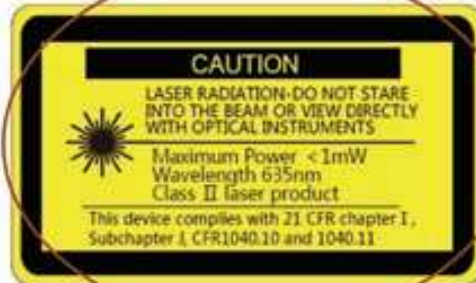 CAUTION
LASER RADIATION-DO NOT STARE
INTO THE BEAM OR VIEW DIRECTLY
WITH OPTICAL INSTRUMENTS
Maximum Power <1mW
Wavelength 635nm
Class II laser product
This device complies with 21 CFR chapter I,
Subchapter J, CFR1040.10 and 1040.11